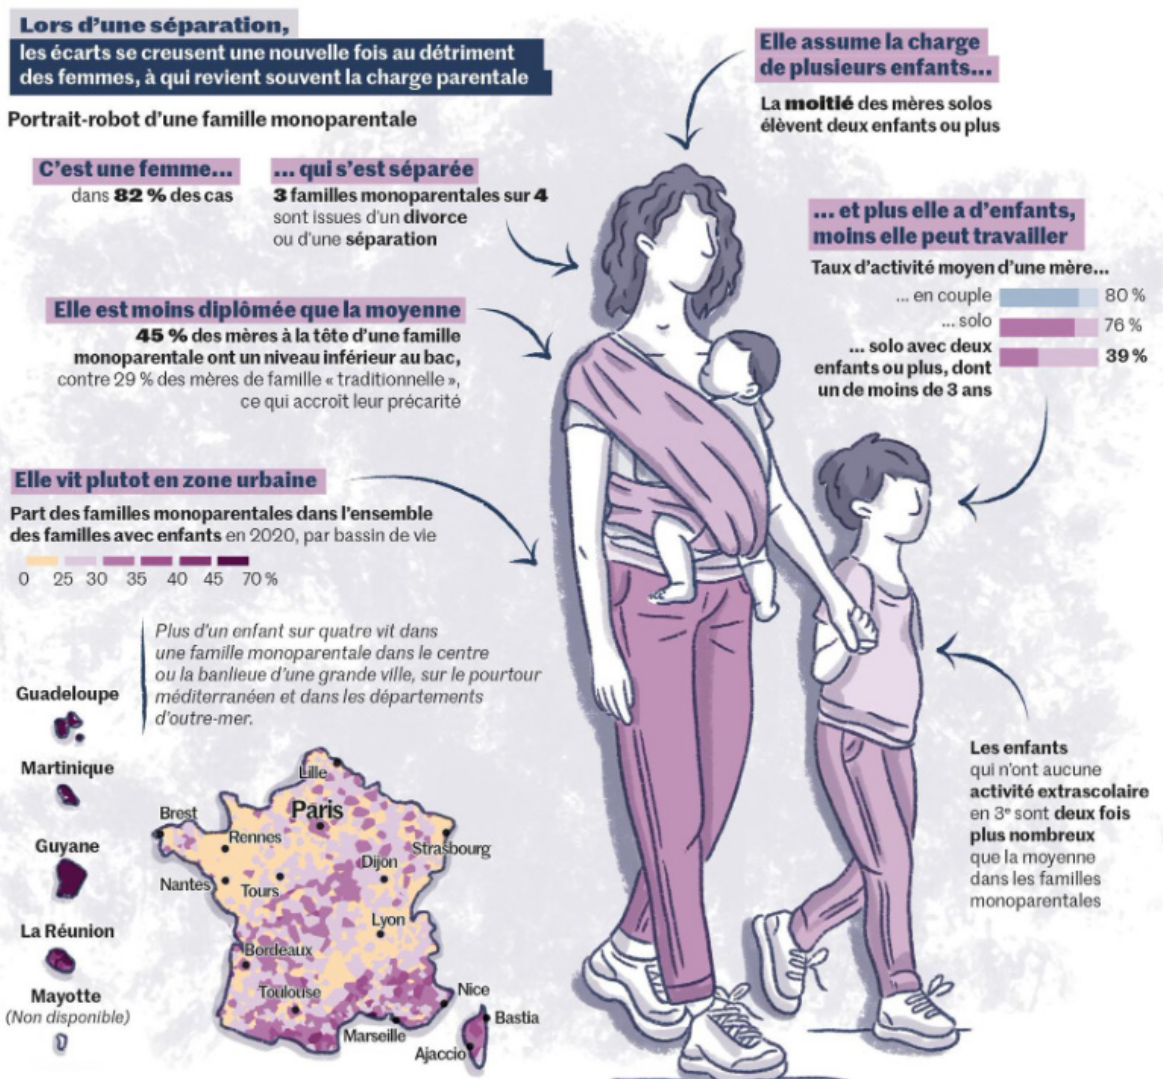 Lors d'une séparation,
les écarts se creusent une nouvelle fois au détriment
des femmes, à qui revient souvent la charge parentale
Portrait-robot d'une famille monoparentale
C'est une femme...
dans 82 % des cas
... qui s'est séparée
3 familles monoparentales sur 4
sont issues d'un divorce
ou d'une séparation
Elle assume la charge
de plusieurs enfants...
La moitié des mères solos
élèvent deux enfants ou plus
... et plus elle a d'enfants,
moins elle peut travailler
Taux d'activité moyen d'une mère...
... en couple 80 %
... solo 76 %
... solo avec deux
enfants ou plus, dont
un de moins de 3 ans
39 %
Elle est moins diplômée que la moyenne
45 % des mères à la tête d'une famille
monoparentale ont un niveau inférieur au bac,
contre 29 % des mères de famille « traditionnelle »,
ce qui accroît leur précarité
Elle vit plutot en zone urbaine
Part des familles monoparentales dans l'ensemble
des familles avec enfants en 2020, par bassin de vie
0 25 30 35 40 45 70 %
Plus d'un enfant sur quatre vit dans
une famille monoparentale dans le centre
ou la banlieue d'une grande ville, sur le pourtour
méditerranéen et dans les départements
d'outre-mer.
Guadeloupe
Martinique
Guyane
La Réunion
Mayotte
(Non disponible)
Lille
Paris
Brest
Rennes
Strasbourg
Dijon
Nantes
Tours
Lyon
Bordeaux
Toulouse
Nice
Marseille
Bastia
Ajaccio
Les enfants
qui n'ont aucune
activité extrascolaire
en 3e sont deux fois
plus nombreux
que la moyenne
dans les familles
monoparentales